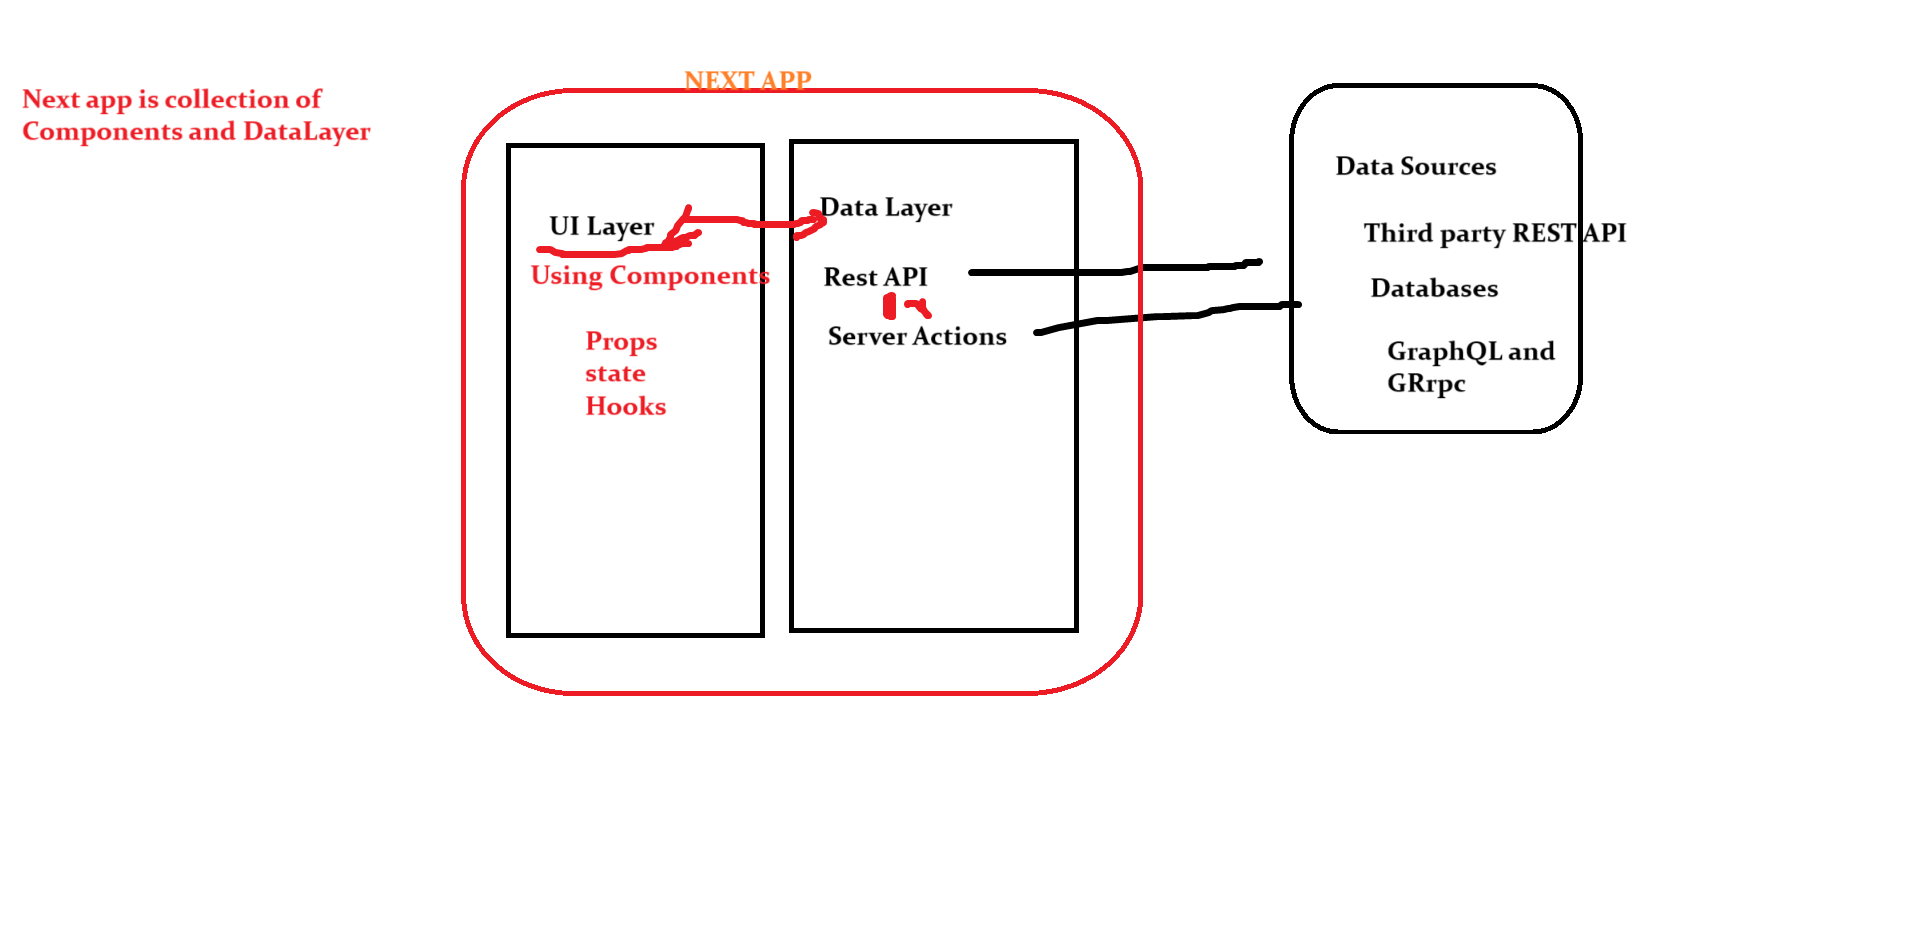 NEXT APP
Next app is collection of
Components and DataLayer
UI Layer
Using Components
Props
state
Hooks
Data Layer
Rest API
Server Actions
Data Sources
Third party REST API
Databases
GraphQL and
GRrpc